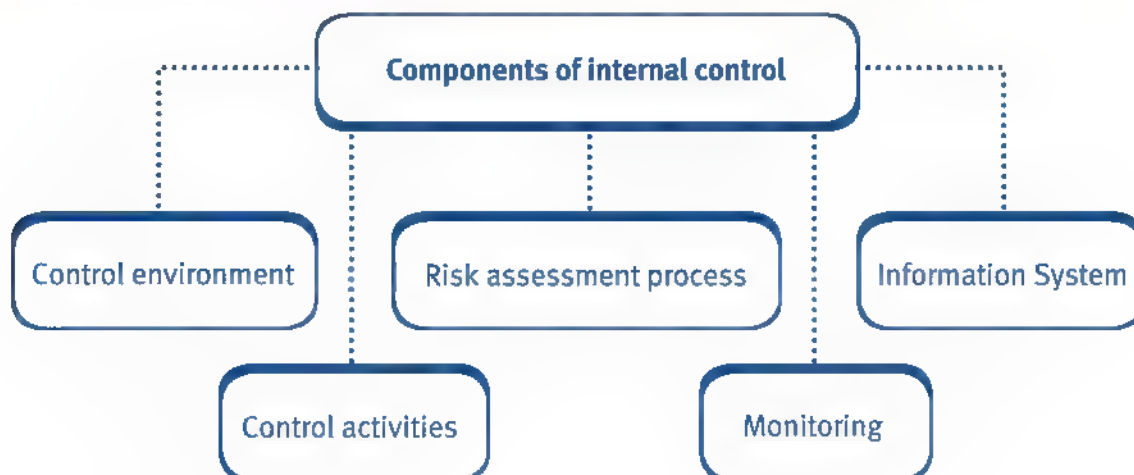 Components of internal control
Control environment
Risk assessment process
Information System
Control activities
Monitoring